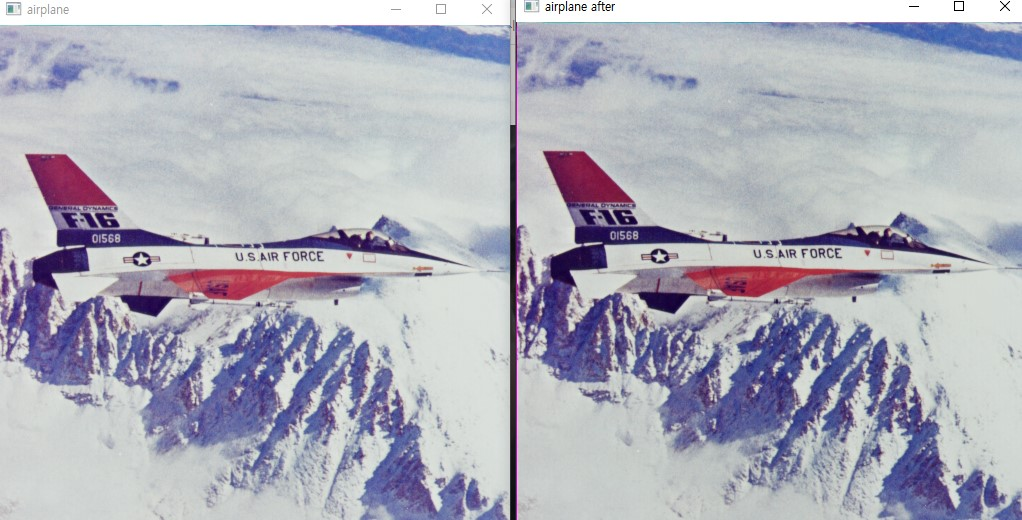 airplane
airplane after
GENERAL DYNAMICS
F-16
01568
U.S. AIR FORCE
GENERAL DYNAMICS
F-16
01568
U.S. AIR FORCE